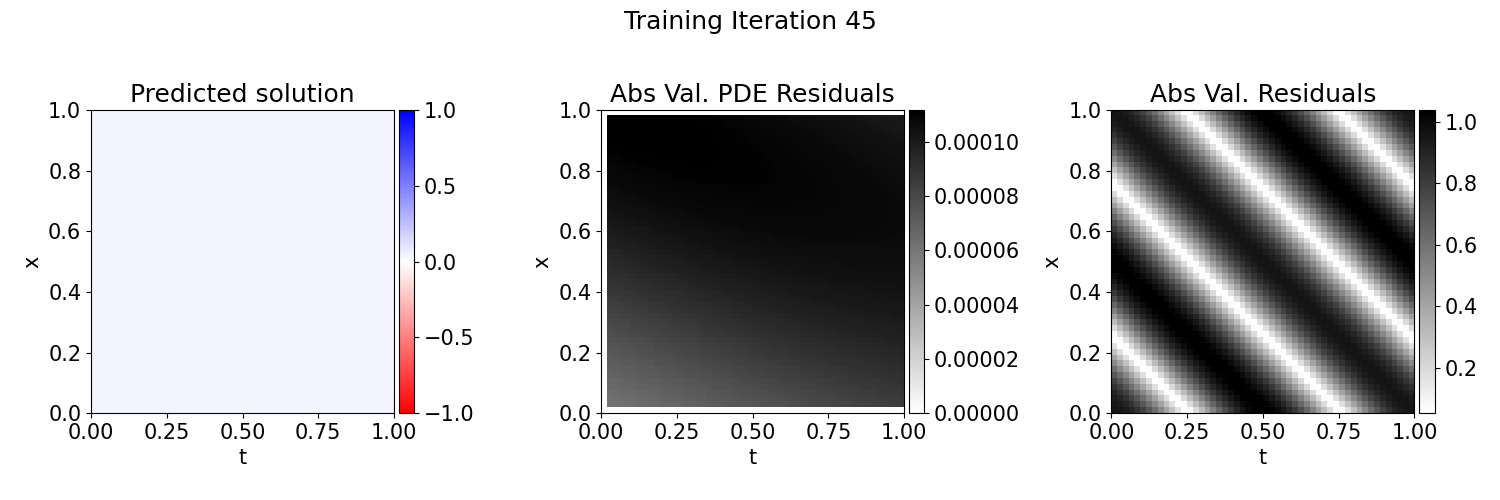 Training Iteration 45
Predicted solution
1.0
0.8
0.6
0.4
0.2
0.0
x
0.00 0.25 0.50 0.75 1.00
t
1.0
0.5
0.0
−0.5
−1.0
Abs Val. PDE Residuals
1.0
0.8
0.6
0.4
0.2
0.0
x
0.00 0.25 0.50 0.75 1.00
t
0.00010
0.00008
0.00006
0.00004
0.00002
0.00000
Abs Val. Residuals
1.0
0.8
0.6
0.4
0.2
0.0
x
0.00 0.25 0.50 0.75 1.00
t
1.0
0.8
0.6
0.4
0.2